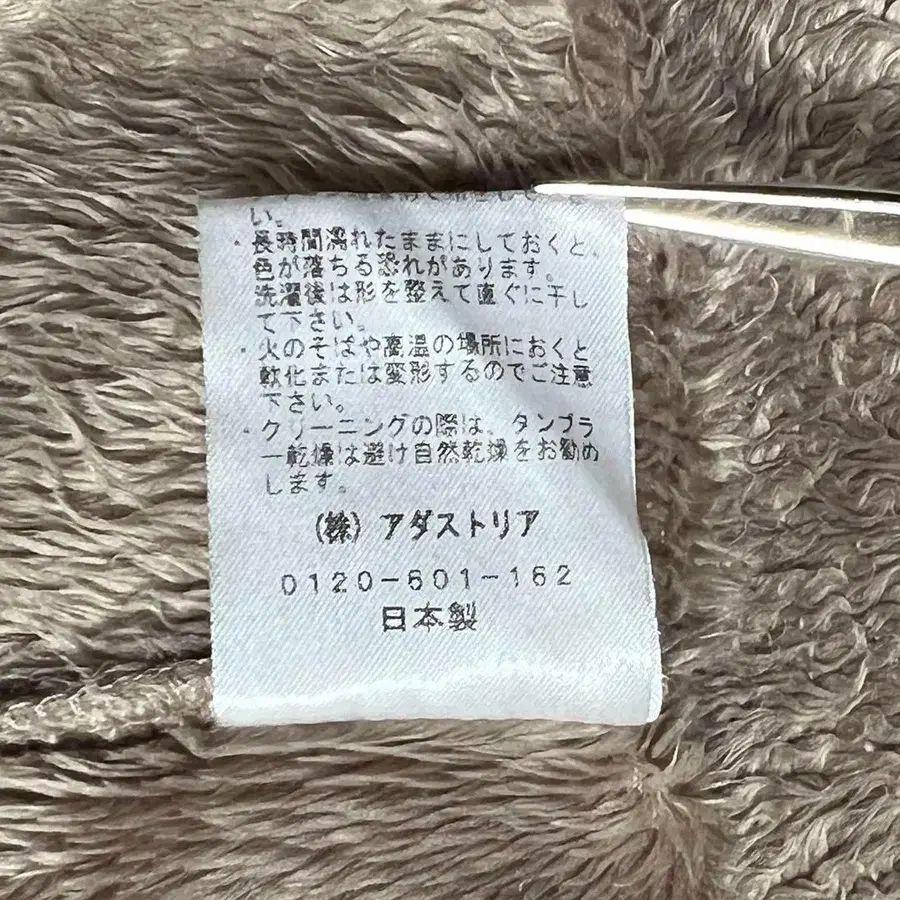 い。
・長時間濡れたままにしておくと、
色が落ちる恐れがあります。
洗濯後は形を整えて直ぐに干し
て下さい。
・火のそばや高温の場所におくと
軟化または変形するのでご注意
下さい。
・クリーニングの際は、タンブラ
ー乾燥は避け自然乾燥をお勧め
します。
(株)アダストリア
0120-601-162
日本製